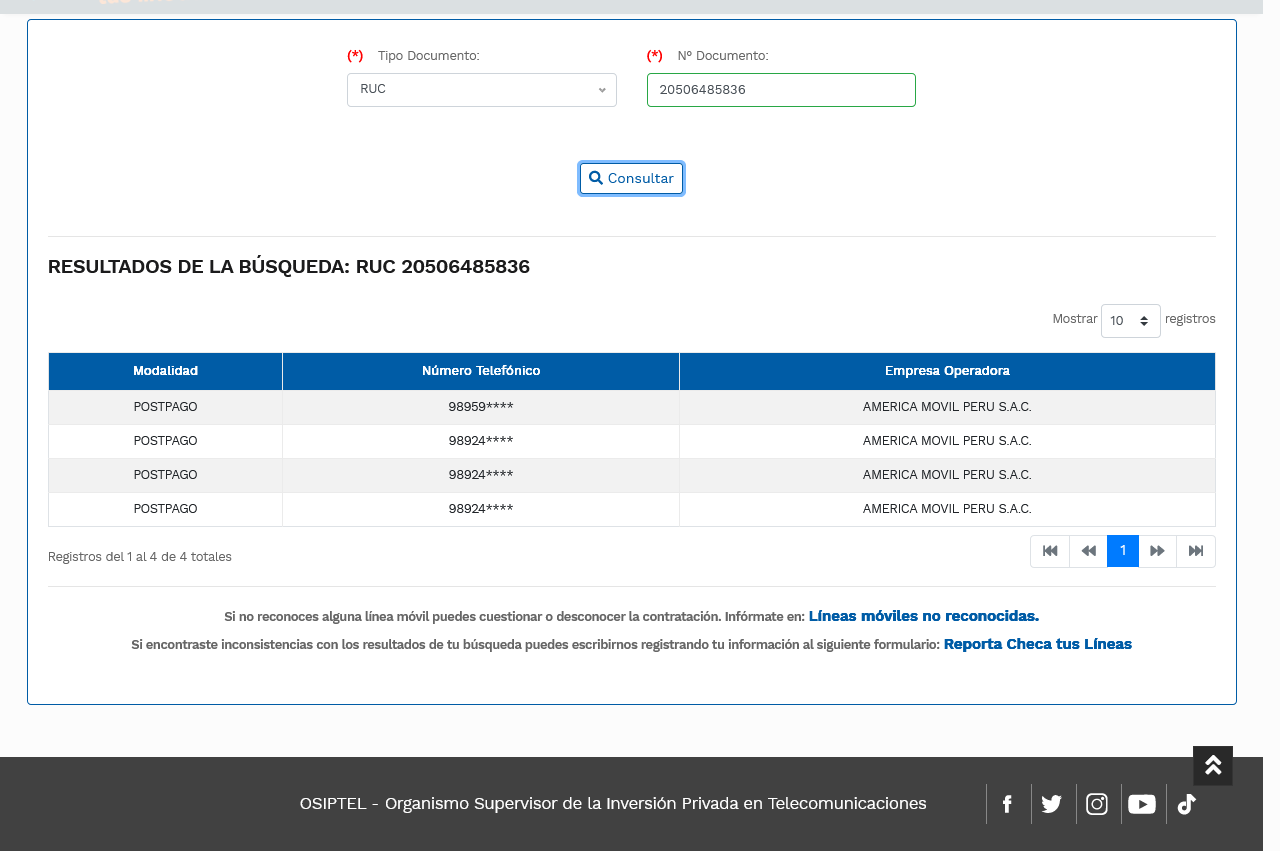 (*) Tipo Documento: (*) Nº Documento:
RUC 20506485836
Consultar
RESULTADOS DE LA BÚSQUEDA: RUC 20506485836
Mostrar 10 registros
Modalidad Número Telefónico Empresa Operadora
POSTPAGO 98959**** AMERICA MOVIL PERU S.A.C.
POSTPAGO 98924**** AMERICA MOVIL PERU S.A.C.
POSTPAGO 98924**** AMERICA MOVIL PERU S.A.C.
POSTPAGO 98924**** AMERICA MOVIL PERU S.A.C.
Registros del 1 al 4 de 4 totales 1
Si no reconoces alguna línea móvil puedes cuestionar o desconocer la contratación. Infórmate en: Líneas móviles no reconocidas.
Si encontraste inconsistencias con los resultados de tu búsqueda puedes escribirnos registrando tu información al siguiente formulario: Reporta Checa tus Líneas
OSIPTEL - Organismo Supervisor de la Inversión Privada en Telecomunicaciones